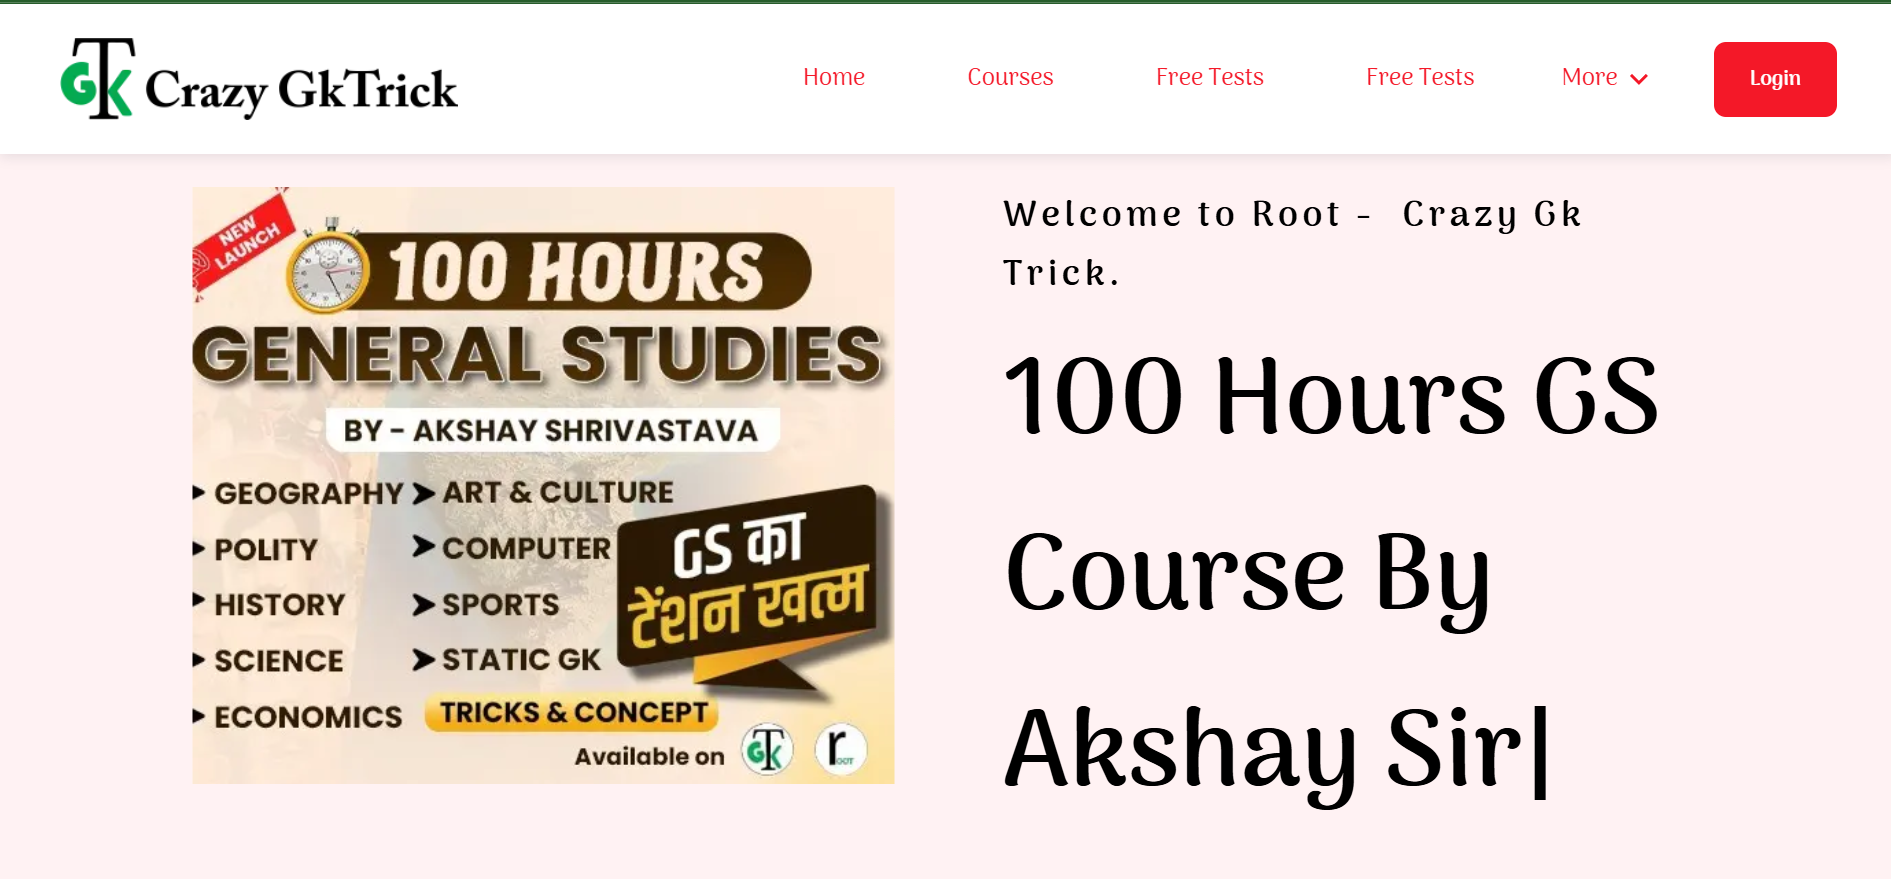 GTK Crazy GkTrick
Home
Courses
Free Tests
Free Tests
More
Login
NEW
LAUNCH
100 HOURS
GENERAL STUDIES
BY - AKSHAY SHRIVASTAVA
GEOGRAPHY
POLITY
HISTORY
SCIENCE
ECONOMICS
ART & CULTURE
COMPUTER
SPORTS
STATIC GK
GS का
टेंशन खत्म
TRICKS & CONCEPT
Available on
GTK
rOOT
Welcome to Root - Crazy Gk
Trick.
100 Hours GS
Course By
Akshay Sir|